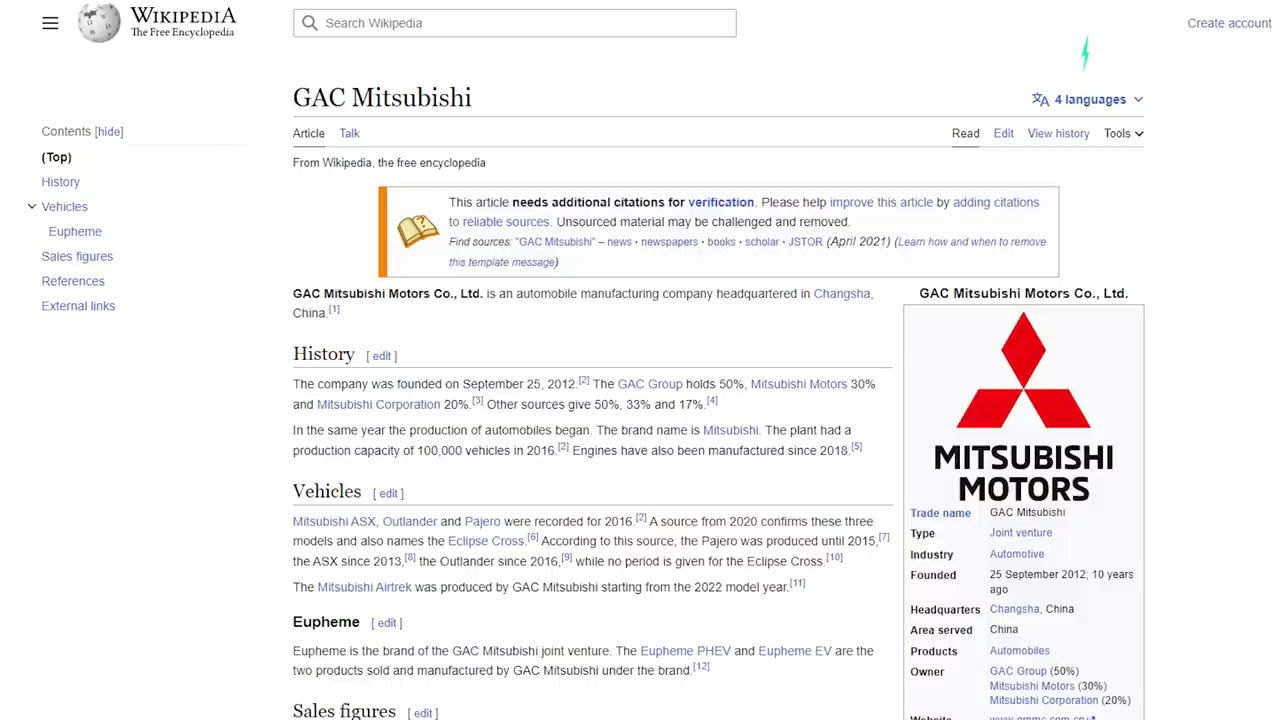 WIKIPEDIA
The Free Encyclopedia
Search Wikipedia
Create account
GAC Mitsubishi
4 languages
Contents [hide]
(Top)
History
Vehicles
Eupheme
Sales figures
References
External links
Article Talk
Read Edit View history Tools
From Wikipedia, the free encyclopedia
This article needs additional citations for verification. Please help improve this article by adding citations
to reliable sources. Unsourced material may be challenged and removed.
Find sources: "GAC Mitsubishi" – news · newspapers · books · scholar · JSTOR (April 2021) (Learn how and when to remove
this template message)
GAC Mitsubishi Motors Co., Ltd. is an automobile manufacturing company headquartered in Changsha,
China.[1]
History [ edit ]
The company was founded on September 25, 2012.[2] The GAC Group holds 50%, Mitsubishi Motors 30%
and Mitsubishi Corporation 20%.[3] Other sources give 50%, 33% and 17%.[4]
In the same year the production of automobiles began. The brand name is Mitsubishi. The plant had a
production capacity of 100,000 vehicles in 2016.[2] Engines have also been manufactured since 2018.[5]
Vehicles [ edit ]
Mitsubishi ASX, Outlander and Pajero were recorded for 2016.[2] A source from 2020 confirms these three
models and also names the Eclipse Cross.[6] According to this source, the Pajero was produced until 2015,[7]
the ASX since 2013,[8] the Outlander since 2016,[9] while no period is given for the Eclipse Cross.[10]
The Mitsubishi Airtrek was produced by GAC Mitsubishi starting from the 2022 model year.[11]
Eupheme [ edit ]
Eupheme is the brand of the GAC Mitsubishi joint venture. The Eupheme PHEV and Eupheme EV are the
two products sold and manufactured by GAC Mitsubishi under the brand.[12]
Sales figures [ edit ]
GAC Mitsubishi Motors Co., Ltd.
MITSUBISHI
MOTORS
Trade name GAC Mitsubishi
Type Joint venture
Industry Automotive
Founded 25 September 2012; 10 years
ago
Headquarters Changsha, China
Area served China
Products Automobiles
Owner GAC Group (50%)
Mitsubishi Motors (30%)
Mitsubishi Corporation (20%)